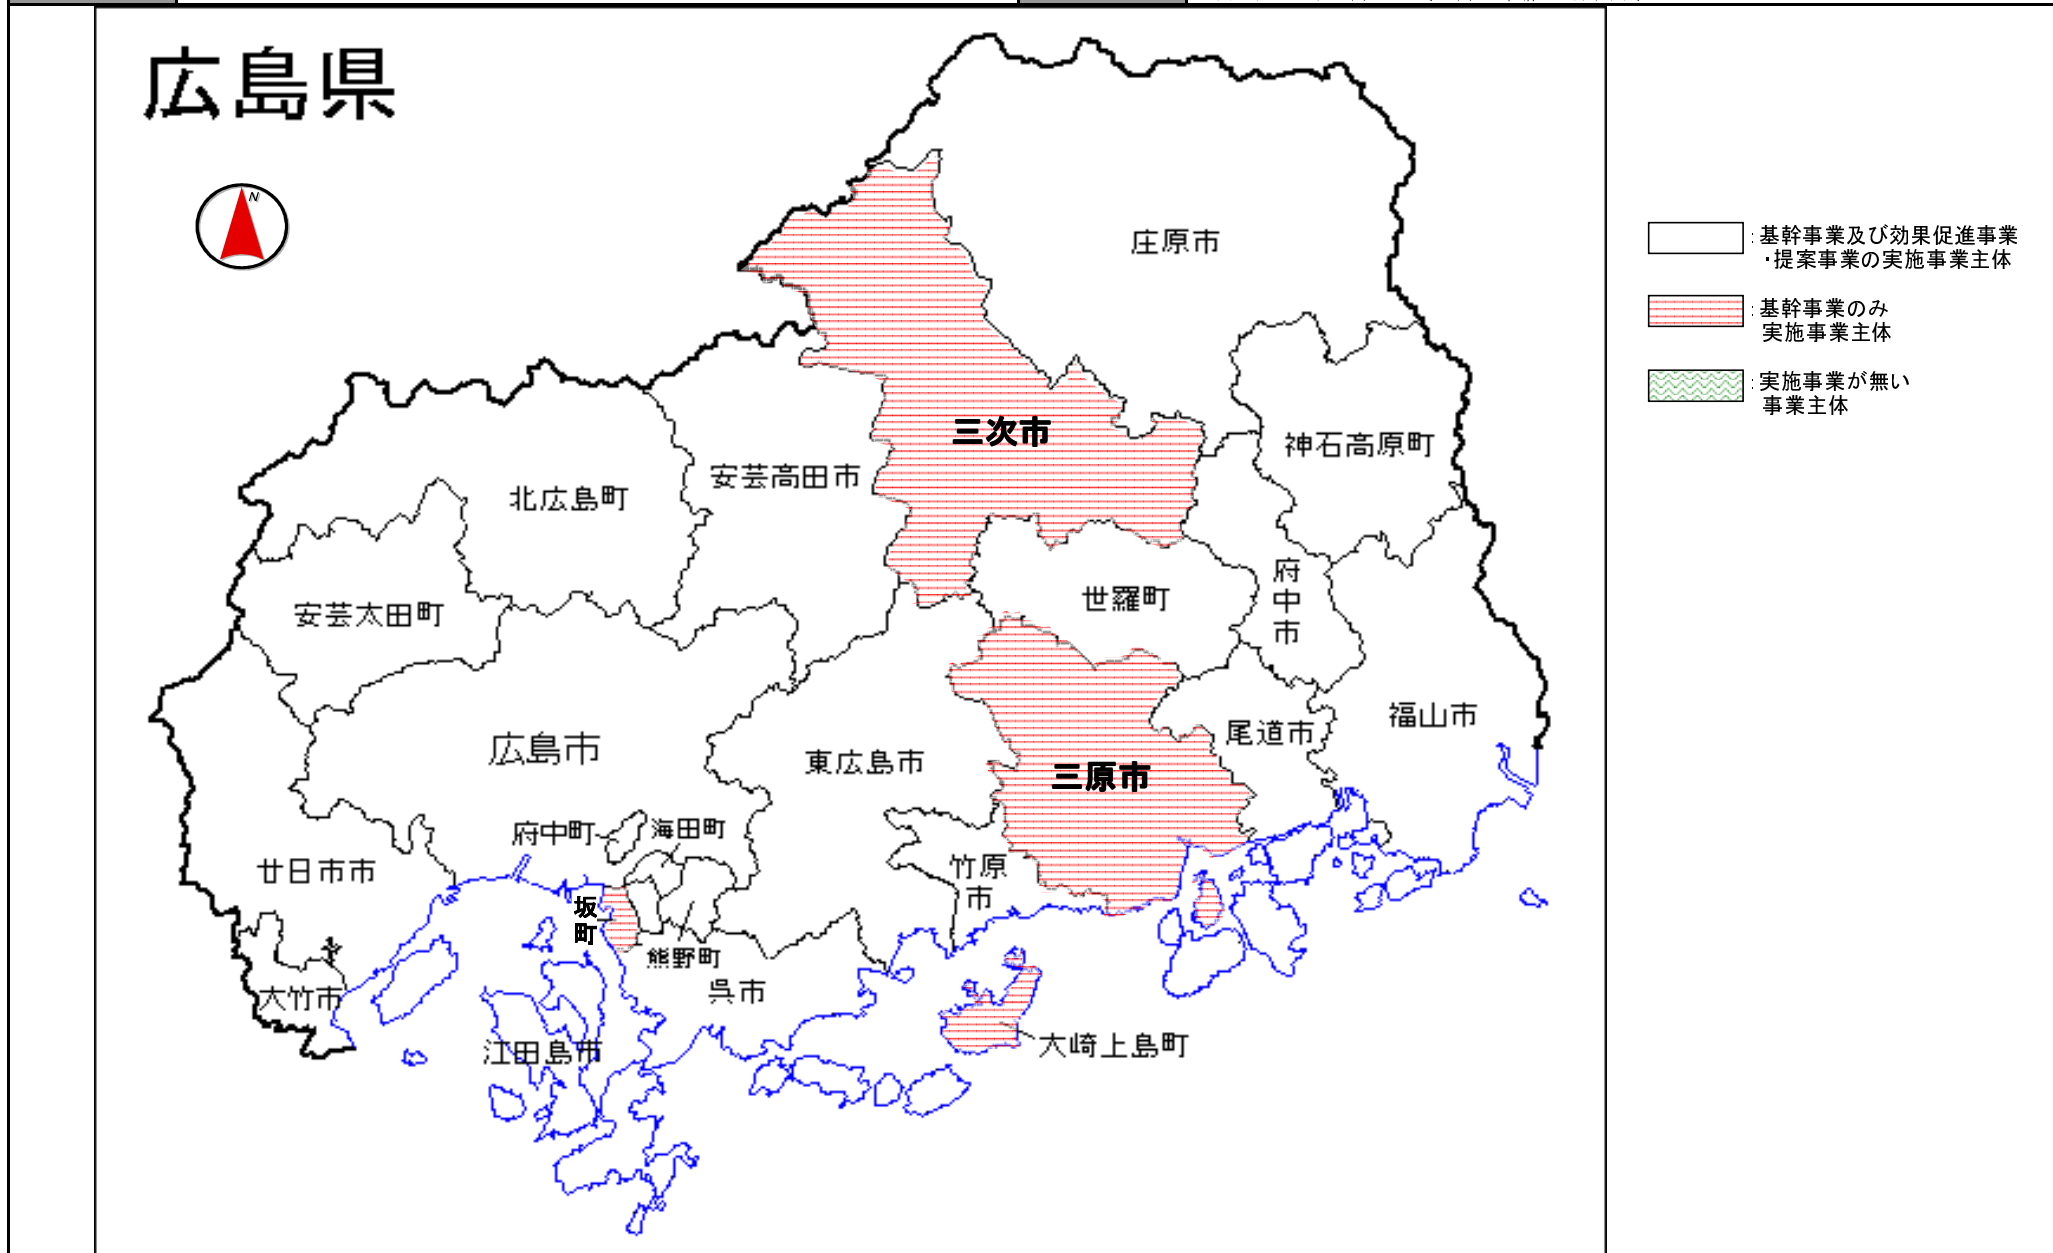 広島県
N
庄原市
: 基幹事業及び効果促進事業
・提案事業の実施事業主体
: 基幹事業のみ
実施事業主体
: 実施事業が無い
事業主体
三次市
神石高原町
安芸高田市
北広島町
府中市
世羅町
安芸太田町
福山市
尾道市
広島市
東広島市
三原市
府中町
海田町
竹原市
廿日市市
坂町
熊野町
呉市
大竹市
江田島市
大崎上島町